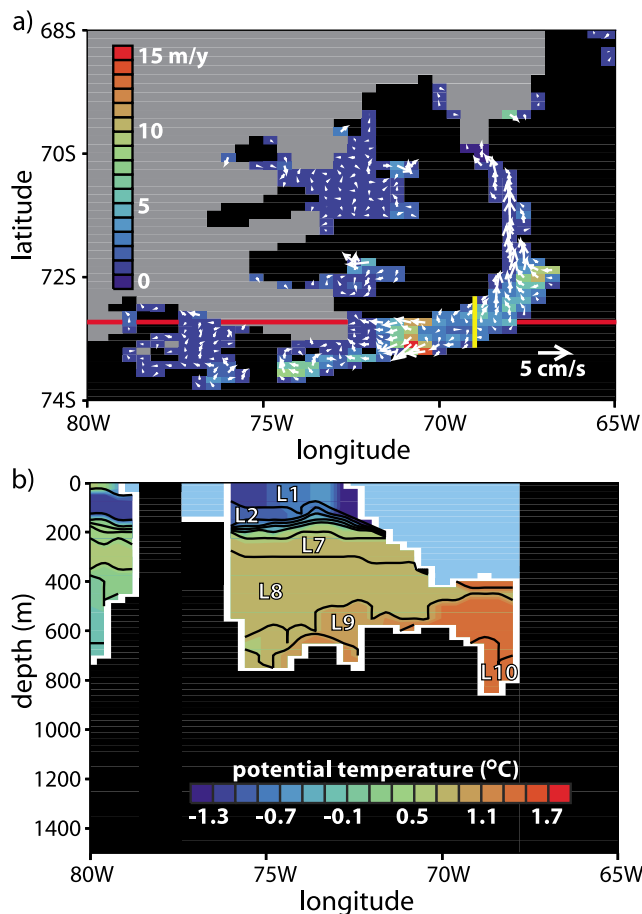 a)
68S
15 m/y
10
70S
5
72S
0
5 cm/s
74S
80W 75W 70W 65W
latitude
longitude
b)
0
L1
L2
200
L7
400
L8
600
L9
L10
800
1000
potential temperature (°C)
1200
-1.3 -0.7 -0.1 0.5 1.1 1.7
1400
80W 75W 70W 65W
depth (m)
longitude